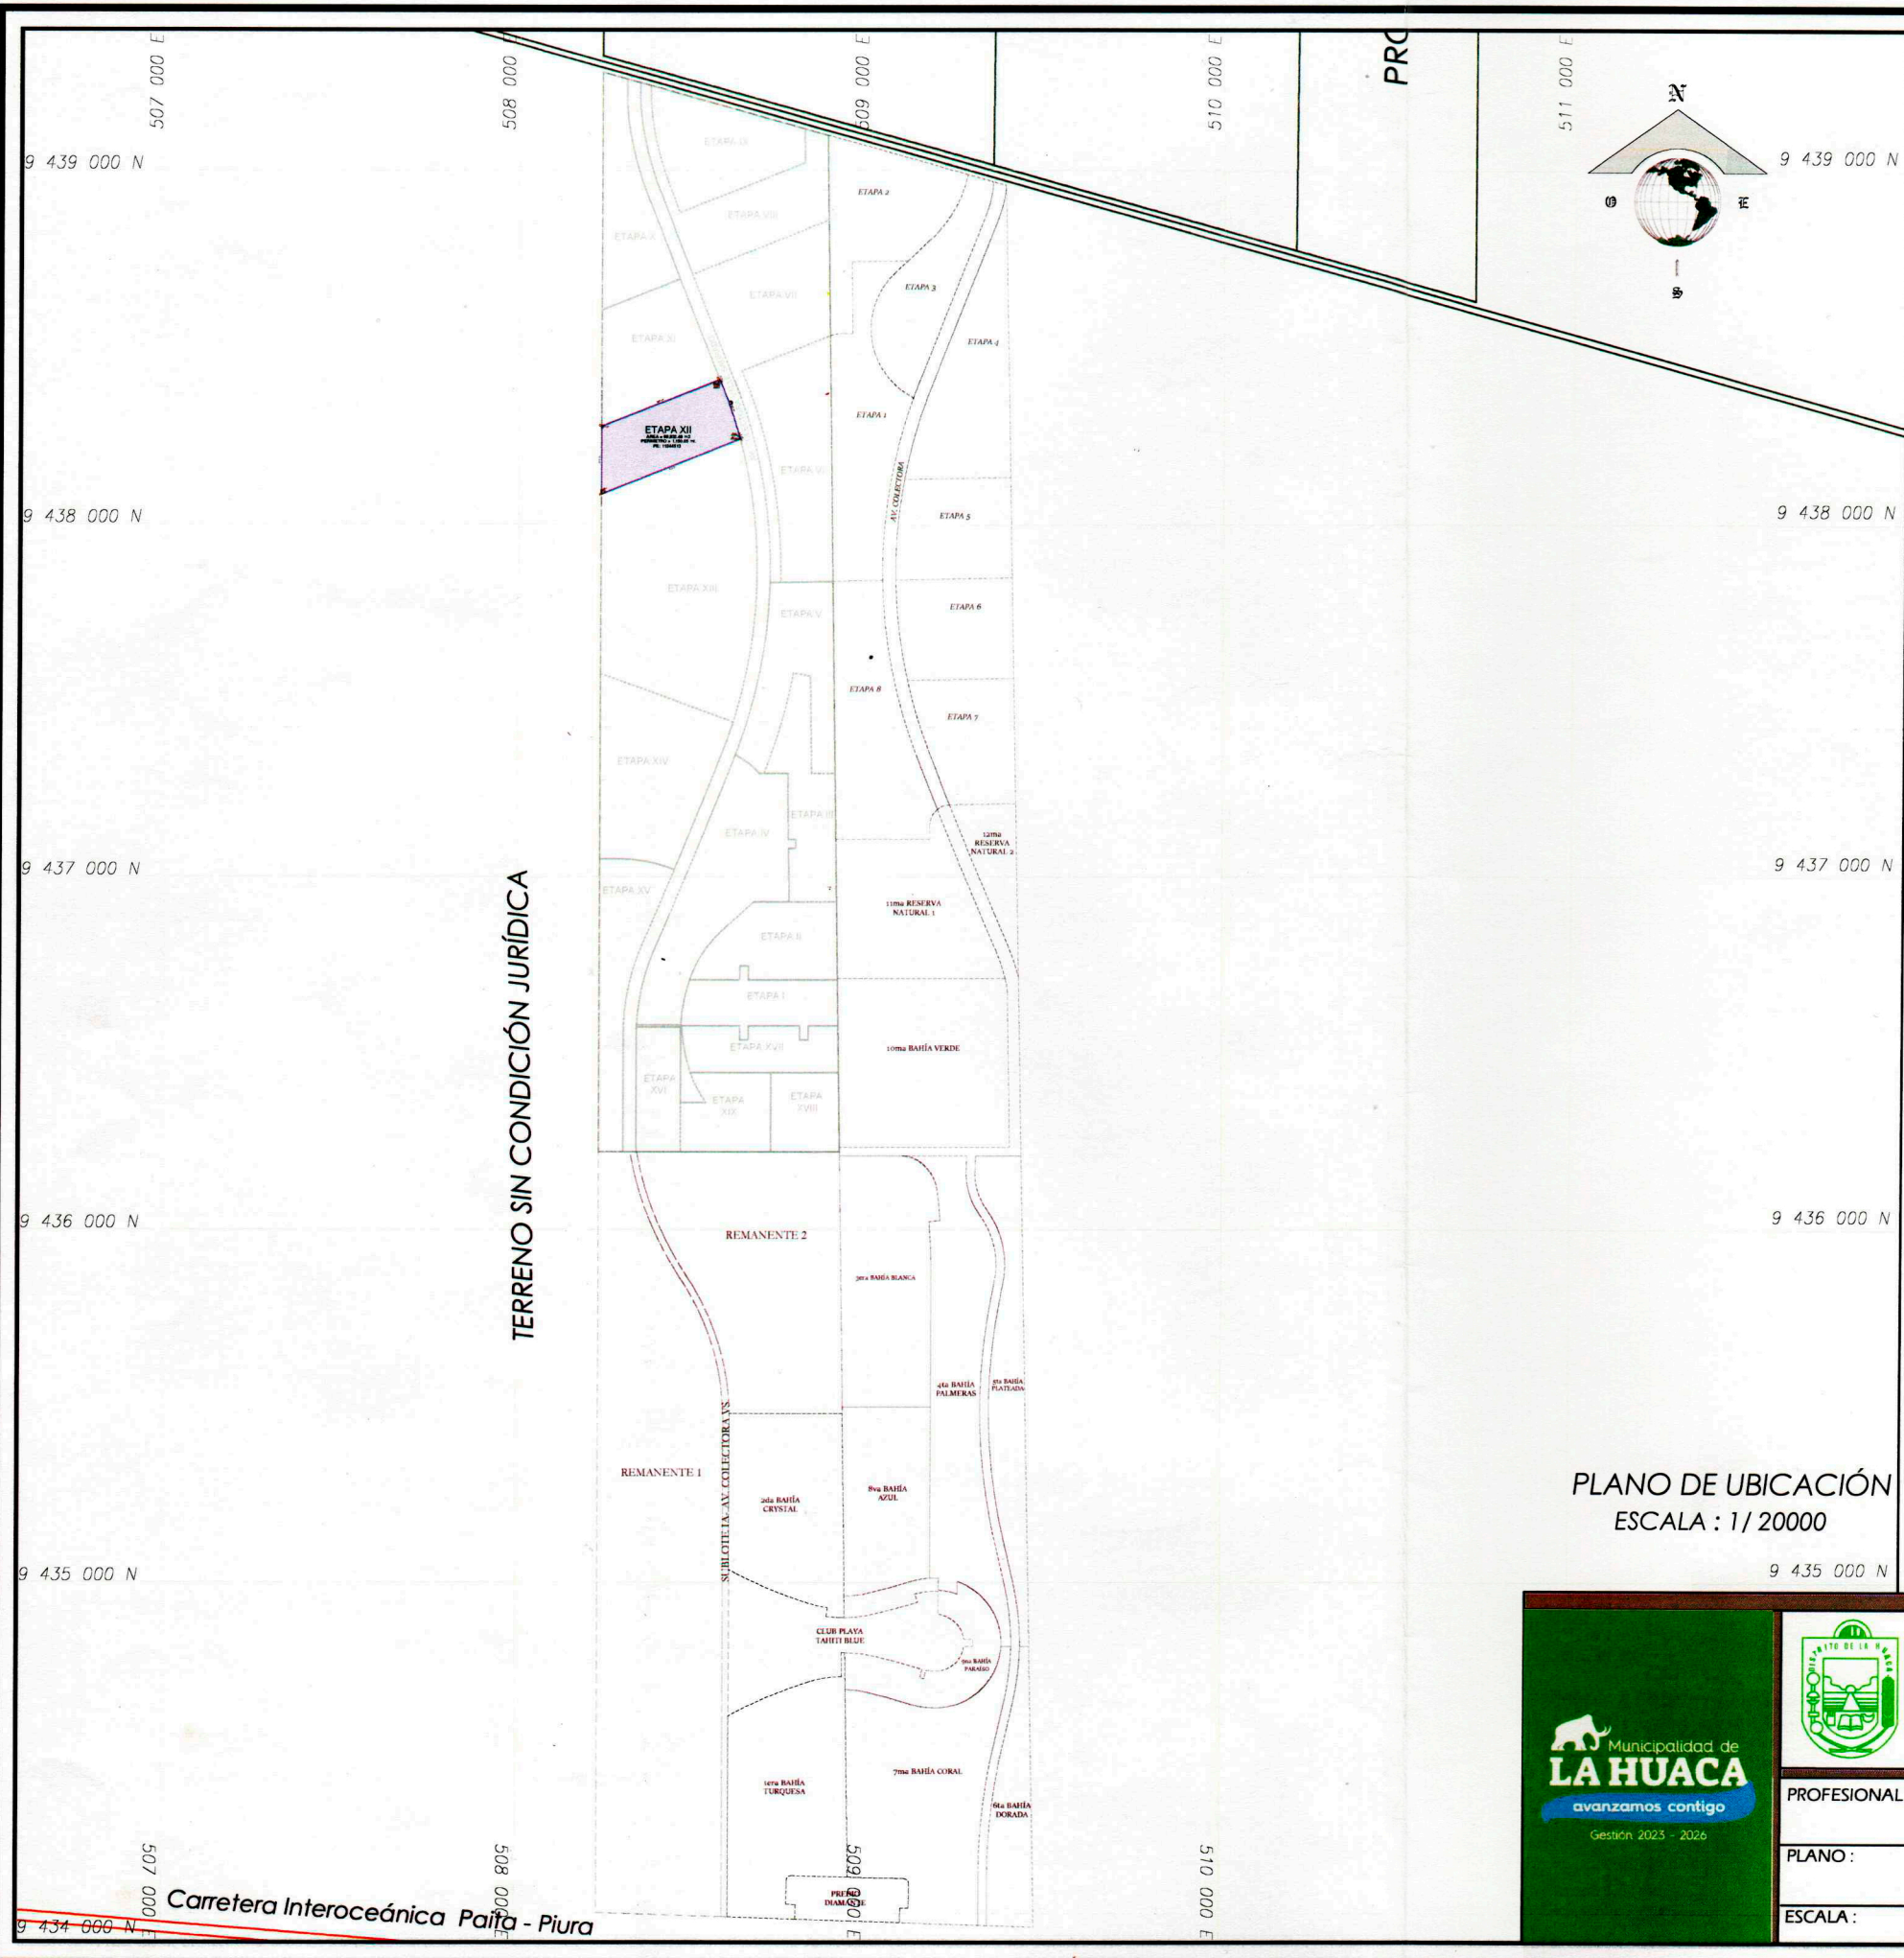 507 000 E
508 000 E
509 000 E
510 000 E
511 000 E
PRO
N
O
E
S
9 439 000 N
9 439 000 N
ETAPA IX
ETAPA 2
ETAPA VIII
ETAPA X
ETAPA 3
ETAPA VII
ETAPA XI
ETAPA 4
ETAPA 1
ETAPA XII
ETAPA VI
AV. COLECTORA
9 438 000 N
9 438 000 N
ETAPA 5
ETAPA XIII
ETAPA V
ETAPA 6
ETAPA 8
ETAPA 7
ETAPA XIV
ETAPA IV
ETAPA III
12ma
RESERVA
NATURAL 2
9 437 000 N
9 437 000 N
ETAPA XV
11ma RESERVA
NATURAL 1
ETAPA II
ETAPA I
ETAPA XVII
10ma BAHÍA VERDE
ETAPA
XVI
ETAPA
XIX
ETAPA
XVIII
TERRENO SIN CONDICIÓN JURÍDICA
9 436 000 N
9 436 000 N
REMANENTE 2
3era BAHÍA BLANCA
4ta BAHÍA
PALMERAS
5ta BAHÍA
PLATEADA
SUBLOTE 1A. AV. COLECTORA VS.
REMANENTE 1
2da BAHÍA
CRYSTAL
8va BAHÍA
AZUL
PLANO DE UBICACIÓN
ESCALA : 1/ 20000
9 435 000 N
9 435 000 N
CLUB PLAYA
TAHITI BLUE
9na BAHÍA
PARAÍSO
1era BAHÍA
TURQUESA
7ma BAHÍA CORAL
6ta BAHÍA
DORADA
PREDIO
DIAMANTE
507 000 E
508 000 E
509 000 E
510 000 E
Carretera Interoceánica Paita - Piura
9 434 000 N
DISTRITO DE LA HUACA
Municipalidad de
LA HUACA
avanzamos contigo
Gestión 2023 - 2026
PROFESIONAL
PLANO :
ESCALA :